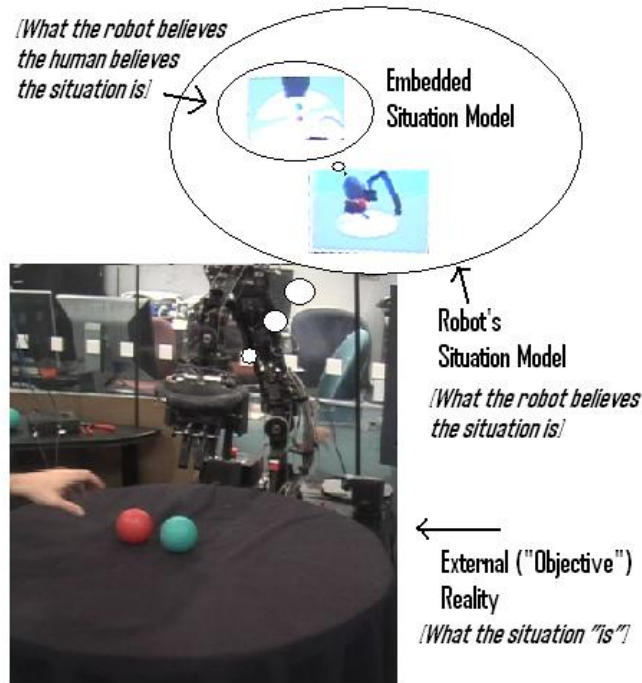 [What the robot believes
the human believes
the situation is]
Embedded
Situation Model
Robot's
Situation Model
[What the robot believes
the situation is]
External ("Objective")
Reality
[What the situation "is"]